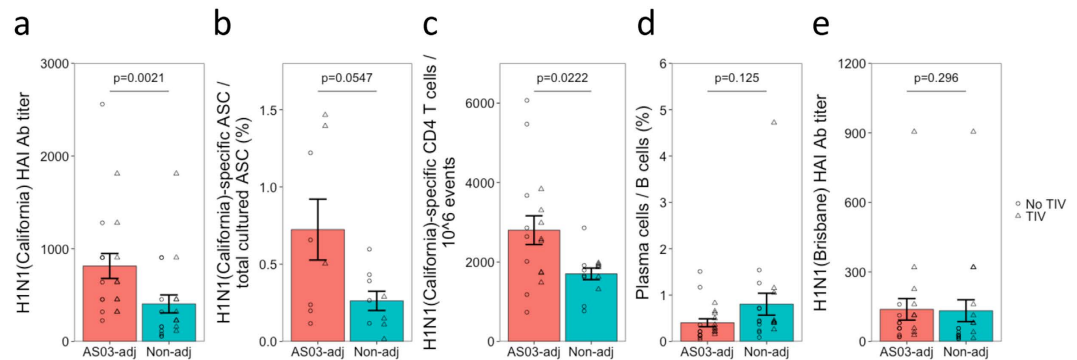 a
H1N1(California) HAI Ab titer
3000
2000
1000
0
p=0.0021
AS03-adj Non-adj
b
H1N1(California)-specific ASC /
total cultured ASC (%)
1.5
1.0
0.5
0.0
p=0.0547
AS03-adj Non-adj
c
H1N1(California)-specific CD4 T cells /
10^6 events
6000
4000
2000
0
p=0.0222
AS03-adj Non-adj
d
Plasma cells / B cells (%)
6
5
4
3
2
1
0
p=0.125
AS03-adj Non-adj
e
H1N1(Brisbane) HAI Ab titer
1200
900
600
300
0
p=0.296
AS03-adj Non-adj
No TIV
TIV